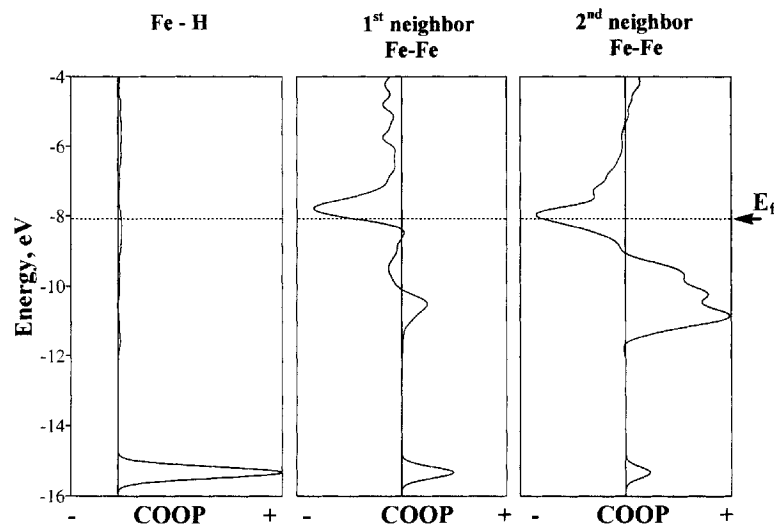 Fe - H
1st neighbor
Fe-Fe
2nd neighbor
Fe-Fe
Energy, eV
-4
-6
-8
-10
-12
-14
-16
Ef
- COOP +
- COOP +
- COOP +